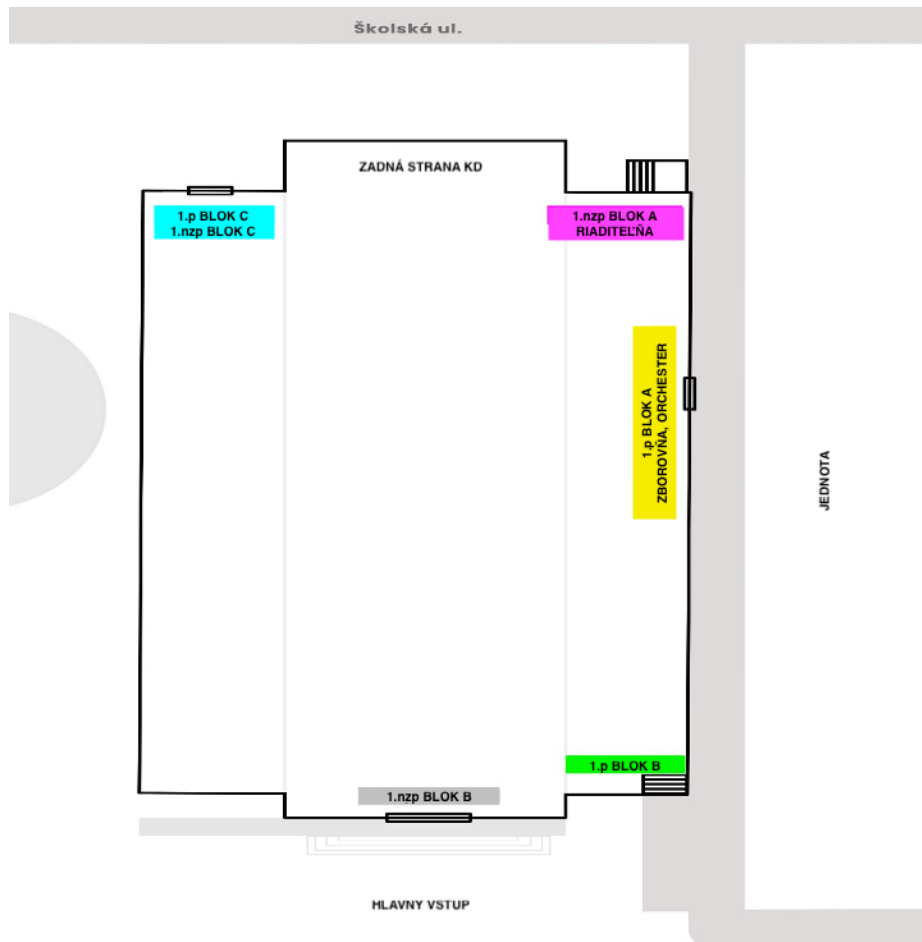 Školská ul.
ZADNÁ STRANA KD
1.p BLOK C
1.nzp BLOK C
1.nzp BLOK A
RIADITEĽŇA
1.p BLOK A
ZBOROVŇA, ORCHESTER
JEDNOTA
1.p BLOK B
1.nzp BLOK B
HLAVNY VSTUP